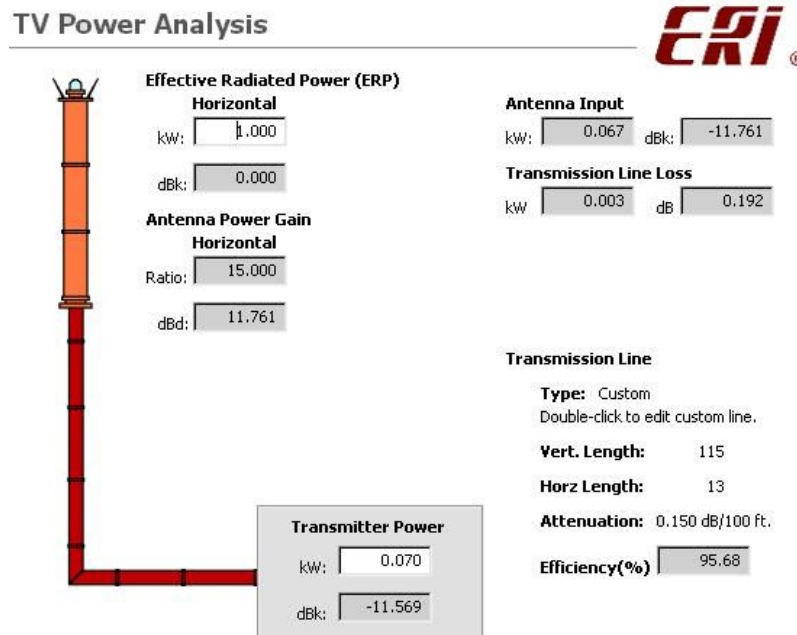 TV Power Analysis
ERI ®
Effective Radiated Power (ERP)
Horizontal
kW: 1.000
dBk: 0.000
Antenna Power Gain
Horizontal
Ratio: 15.000
dBd: 11.761
Antenna Input
kW: 0.067 dBk: -11.761
Transmission Line Loss
kW 0.003 dB 0.192
Transmission Line
Type: Custom
Double-click to edit custom line.
Vert. Length: 115
Horz Length: 13
Attenuation: 0.150 dB/100 ft.
Efficiency(%) 95.68
Transmitter Power
kW: 0.070
dBk: -11.569